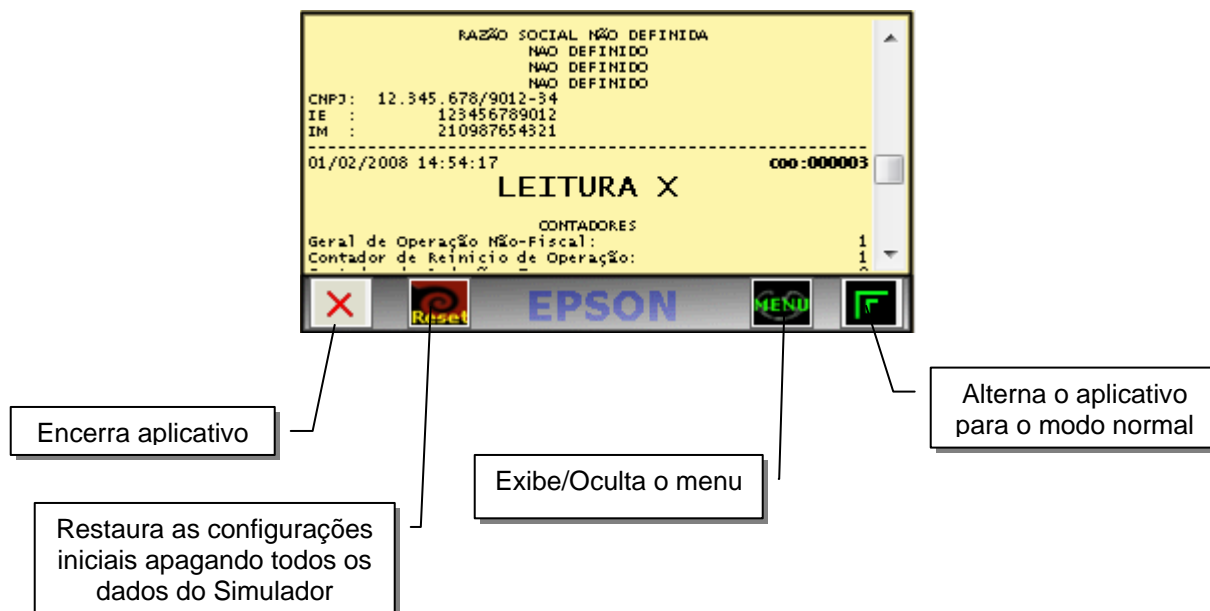 RAZÃO SOCIAL NÃO DEFINIDA
NAO DEFINIDO
NAO DEFINIDO
NAO DEFINIDO
CNPJ: 12.345.678/9012-34
IE : 123456789012
IM : 210987654321
01/02/2008 14:54:17 COO:000003
LEITURA X
CONTADORES
Geral de Operação Não-Fiscal: 1
Contador de Reinicio de Operação: 1
Reset
EPSON
MENU
Encerra aplicativo
Alterna o aplicativo
para o modo normal
Exibe/Oculta o menu
Restaura as configurações
iniciais apagando todos os
dados do Simulador